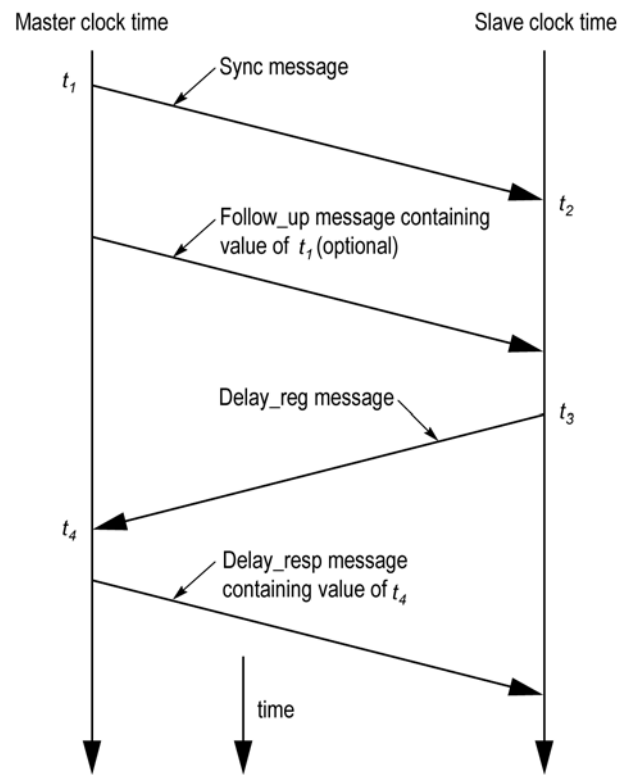 Master clock time
Slave clock time
Sync message
t1
t2
Follow_up message containing
value of t1 (optional)
Delay_reg message
t3
t4
Delay_resp message
containing value of t4
time